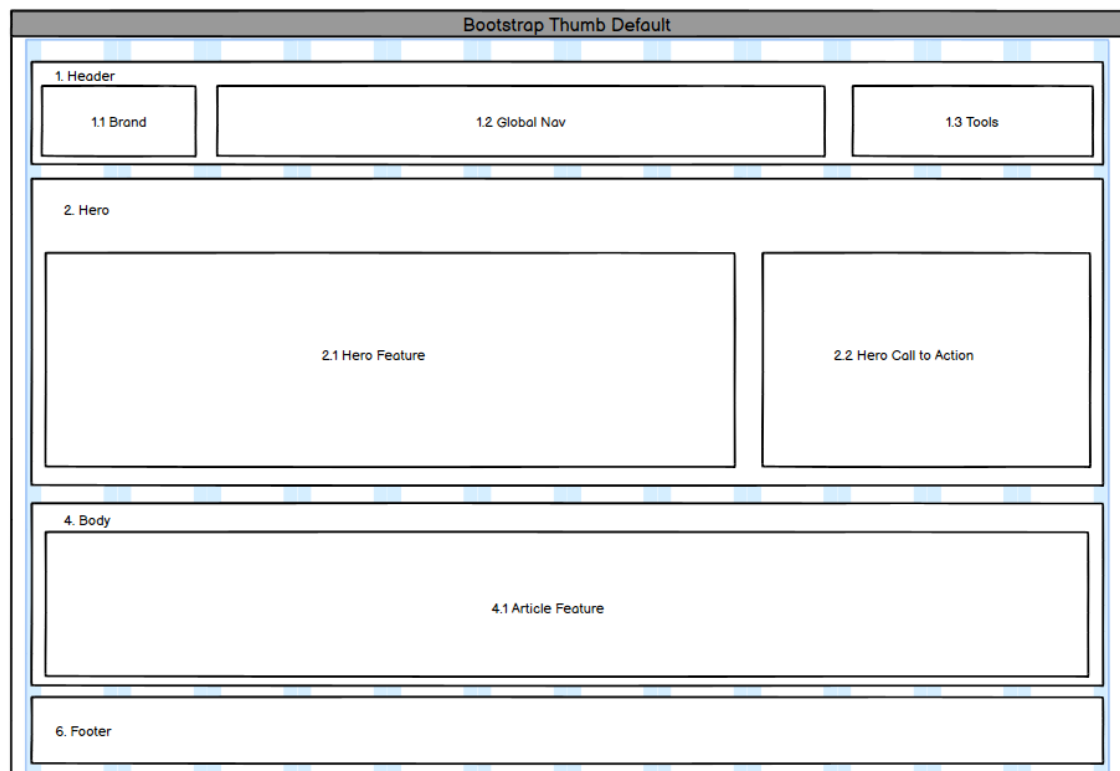 Bootstrap Thumb Default
1. Header
1.1 Brand
1.2 Global Nav
1.3 Tools
2. Hero
2.1 Hero Feature
2.2 Hero Call to Action
4. Body
4.1 Article Feature
6. Footer